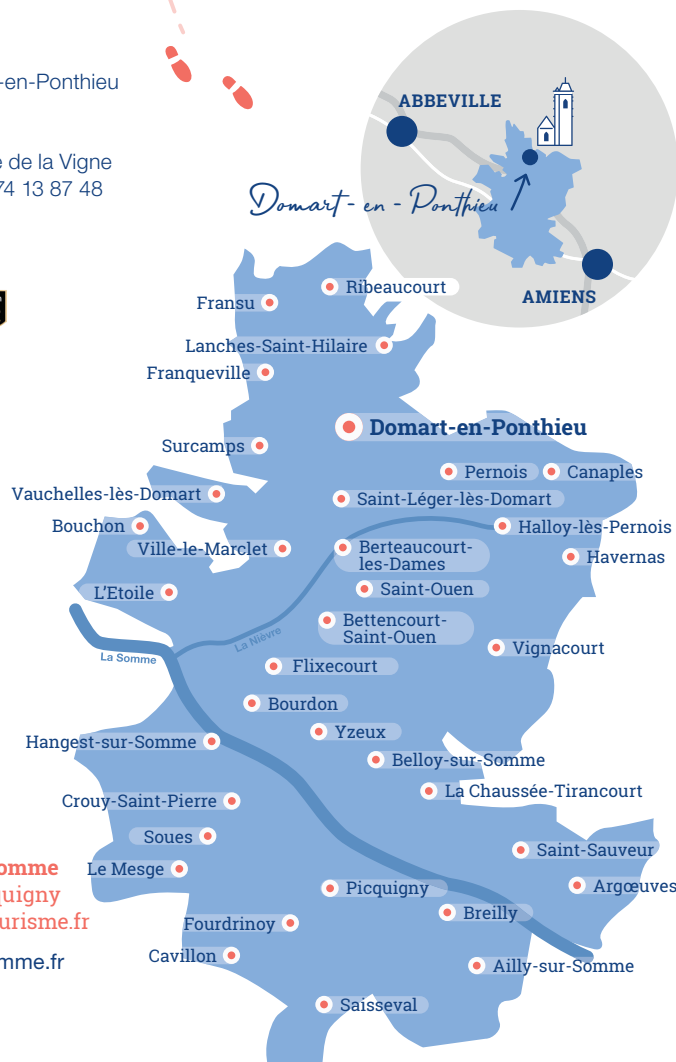 -en-Ponthieu
e de la Vigne
74 13 87 48
ABBEVILLE
Domart-en-Ponthieu
AMIENS
Ribeaucourt
Fransu
Lanches-Saint-Hilaire
Franqueville
Domart-en-Ponthieu
Surcamps
Pernois
Canaples
Vauchelles-lès-Domart
Saint-Léger-lès-Domart
Bouchon
Halloy-lès-Pernois
Ville-le-Marclet
Berteaucourt-
les-Dames
Havernas
L'Etoile
Saint-Ouen
Bettencourt-
Saint-Ouen
La Nièvre
La Somme
Vignacourt
Flixecourt
Bourdon
Yzeux
Hangest-sur-Somme
Belloy-sur-Somme
La Chaussée-Tirancourt
Crouy-Saint-Pierre
Soues
Saint-Sauveur
Le Mesge
omme
quigny
urisme.fr
mme.fr
Picquigny
Argœuves
Breilly
Fourdrinoy
Cavillon
Ailly-sur-Somme
Saisseval